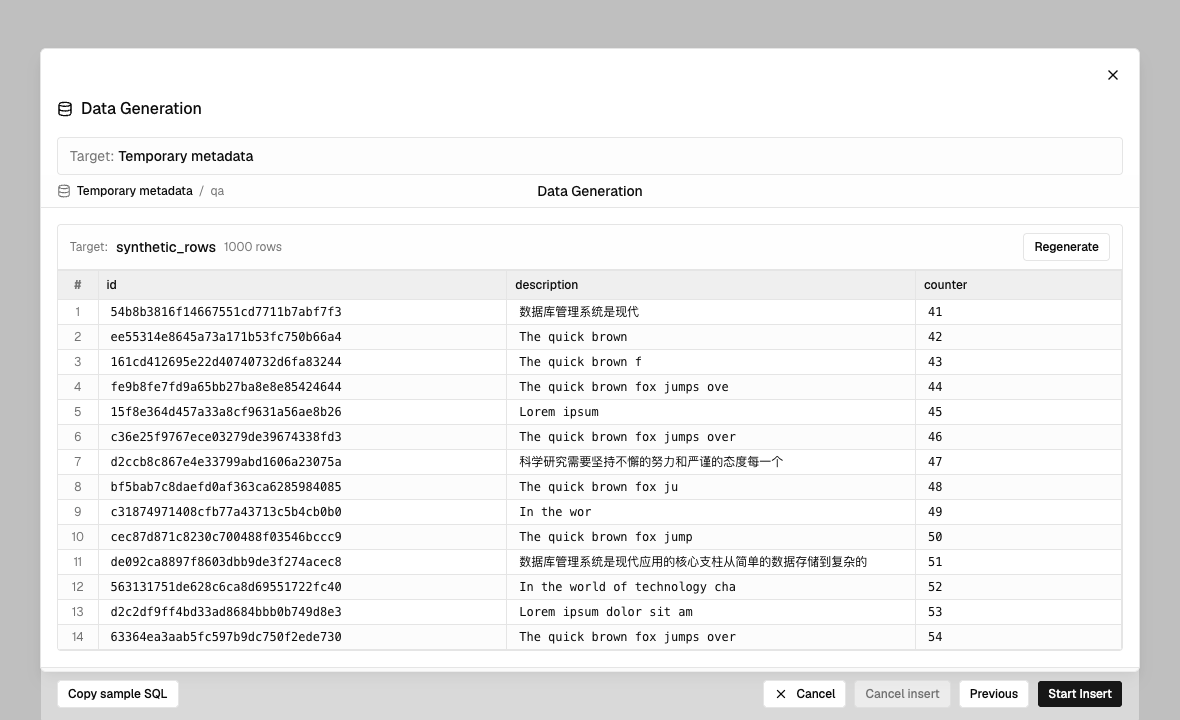 Data Generation
Target: Temporary metadata
Temporary metadata / qa
Data Generation
Target: synthetic_rows 1000 rows
Regenerate
# id description counter
1 54b8b3816f14667551cd7711b7abf7f3 数据库管理系统是现代 41
2 ee55314e8645a73a171b53fc750b66a4 The quick brown 42
3 161cd412695e22d40740732d6fa83244 The quick brown f 43
4 fe9b8fe7fd9a65bb27ba8e8e85424644 The quick brown fox jumps ove 44
5 15f8e364d457a33a8cf9631a56ae8b26 Lorem ipsum 45
6 c36e25f9767ece03279de39674338fd3 The quick brown fox jumps over 46
7 d2ccb8c867e4e33799abd1606a23075a 科学研究需要坚持不懈的努力和严谨的态度每一个 47
8 bf5bab7c8daefd0af363ca6285984085 The quick brown fox ju 48
9 c31874971408cfb77a43713c5b4cb0b0 In the wor 49
10 cec87d871c8230c700488f03546bccc9 The quick brown fox jump 50
11 de092ca8897f8603dbb9de3f274acec8 数据库管理系统是现代应用的核心支柱从简单的数据存储到复杂的 51
12 563131751de628c6ca8d69551722fc40 In the world of technology cha 52
13 d2c2df9ff4bd33ad8684bbb0b749d8e3 Lorem ipsum dolor sit am 53
14 63364ea3aab5fc597b9dc750f2ede730 The quick brown fox jumps over 54
Copy sample SQL
Cancel
Cancel insert
Previous
Start Insert